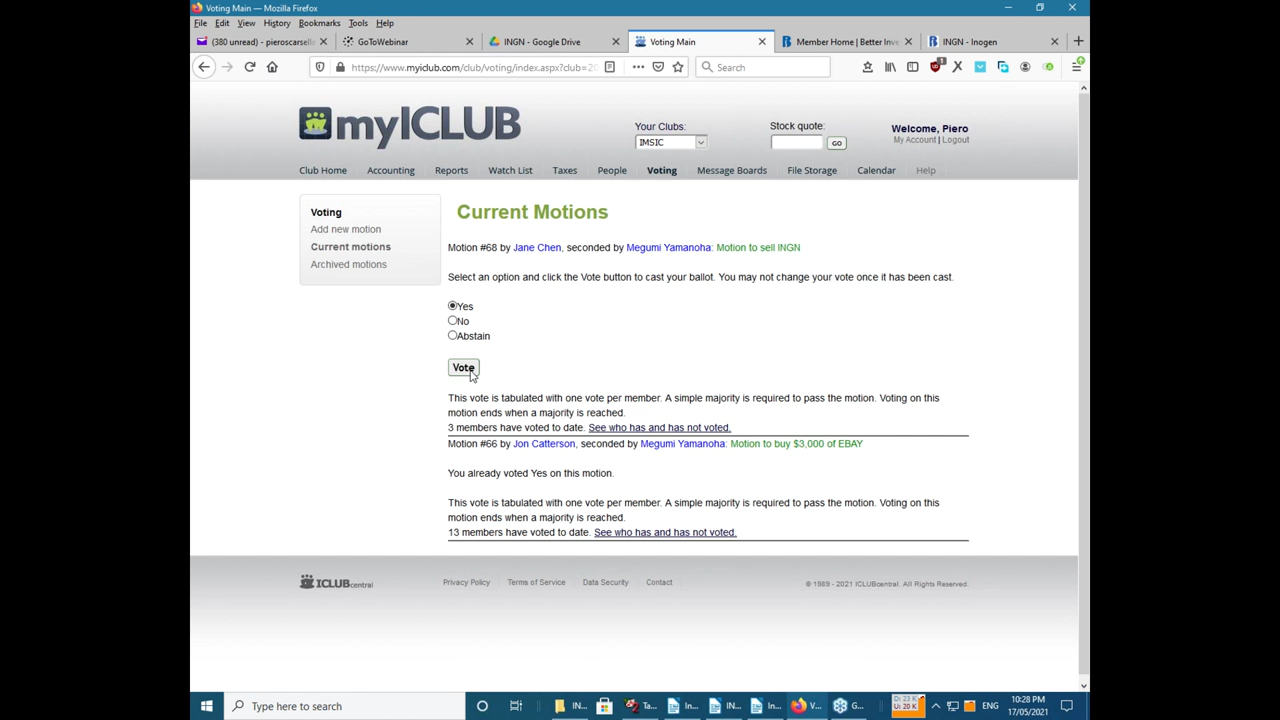 Voting Main — Mozilla Firefox
File Edit View History Bookmarks Tools Help
(380 unread) - pieroscarsell
GoToWebinar
INGN - Google Drive
Voting Main
Member Home | Better Inves
INGN - Inogen
https://www.myiclub.com/club/voting/index.aspx?club=20
Search
myICLUB
Your Clubs:
IMSIC
Stock quote:
GO
Welcome, Piero
My Account | Logout
Club Home Accounting Reports Watch List Taxes People Voting Message Boards File Storage Calendar Help
Voting
Add new motion
Current motions
Archived motions
Current Motions
Motion #68 by Jane Chen, seconded by Megumi Yamanoha: Motion to sell INGN
Select an option and click the Vote button to cast your ballot. You may not change your vote once it has been cast.
Yes
No
Abstain
Vote
This vote is tabulated with one vote per member. A simple majority is required to pass the motion. Voting on this
motion ends when a majority is reached.
3 members have voted to date. See who has and has not voted.
Motion #66 by Jon Catterson, seconded by Megumi Yamanoha: Motion to buy $3,000 of EBAY
You already voted Yes on this motion.
This vote is tabulated with one vote per member. A simple majority is required to pass the motion. Voting on this
motion ends when a majority is reached.
13 members have voted to date. See who has and has not voted.
ICLUBcentral
Privacy Policy Terms of Service Data Security Contact
© 1989 - 2021 ICLUBcentral. All Rights Reserved.
Type here to search
IN...
Ta...
In...
IN...
In...
V...
G...
D: 23 K
U: 20 K
ENG
10:28 PM
17/05/2021